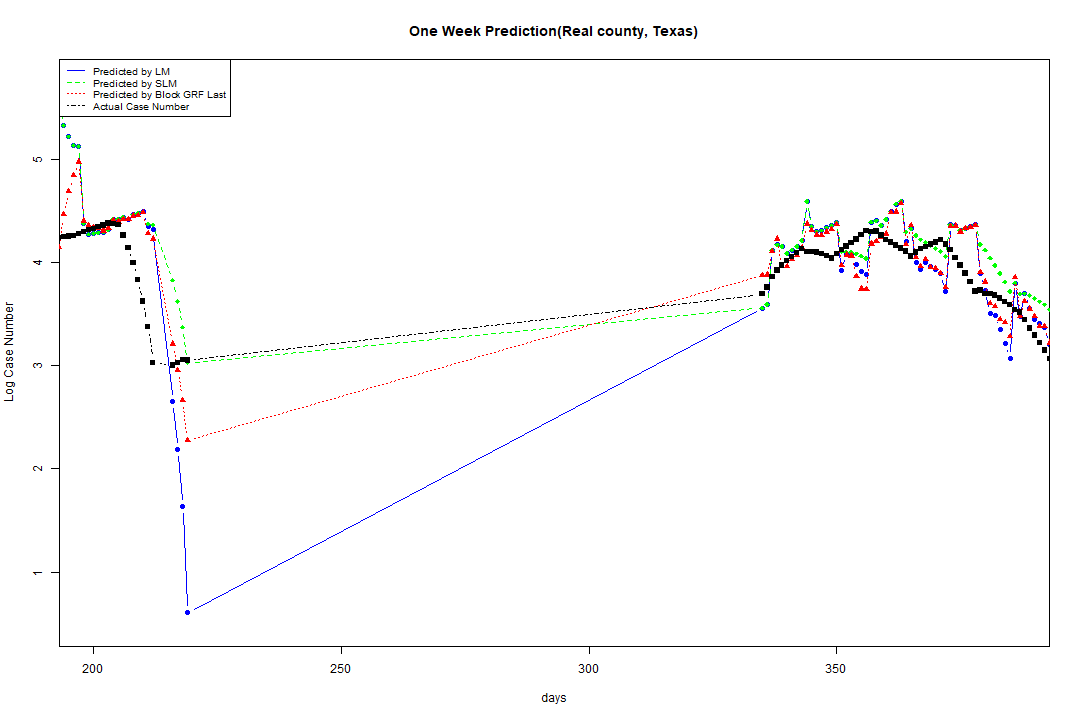 One Week Prediction(Real county, Texas)
Predicted by LM
Predicted by SLM
Predicted by Block GRF Last
Actual Case Number
5
4
3
2
1
Log Case Number
200
250
300
350
days